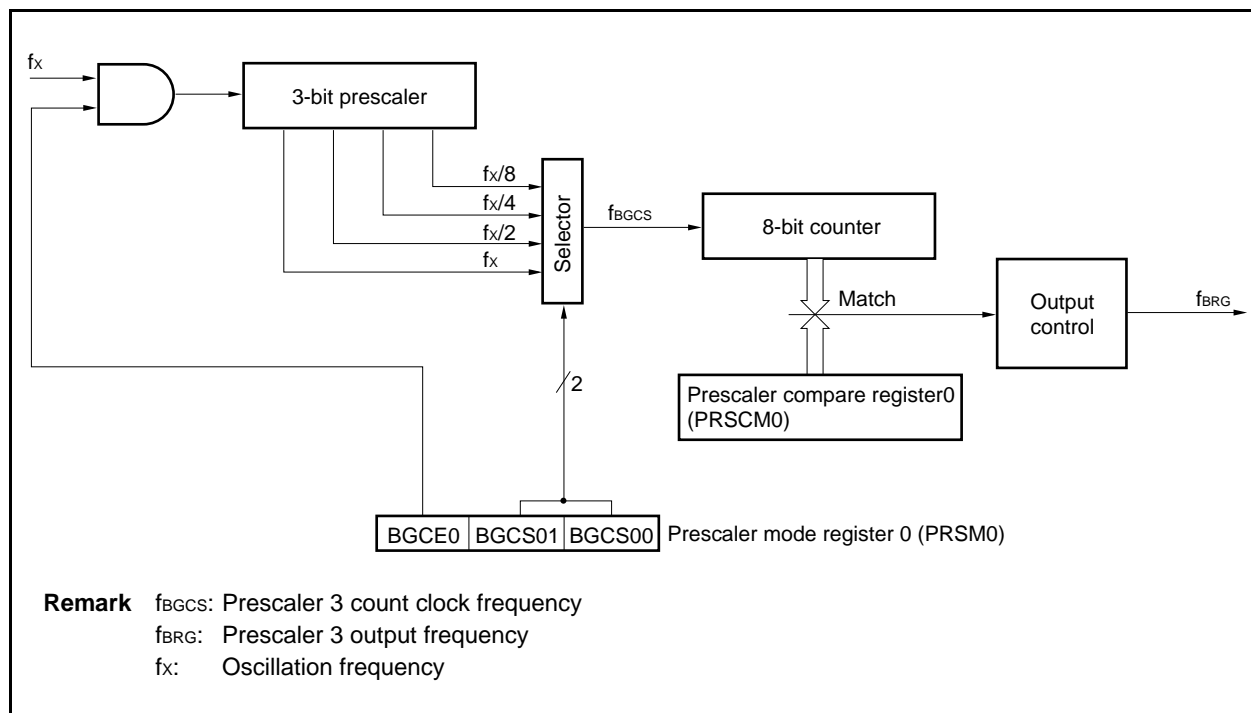 fX
3-bit prescaler
fX/8
fX/4
fX/2
fX
Selector
fBGCS
8-bit counter
Match
Output
control
fBRG
2
Prescaler compare register0
(PRSCM0)
BGCE0 BGCS01 BGCS00 Prescaler mode register 0 (PRSM0)
Remark fBGCS: Prescaler 3 count clock frequency
fBRG: Prescaler 3 output frequency
fX: Oscillation frequency